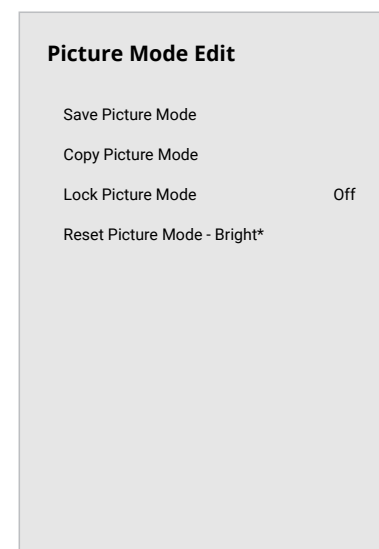 Picture Mode Edit
Save Picture Mode
Copy Picture Mode
Lock Picture Mode Off
Reset Picture Mode - Bright*